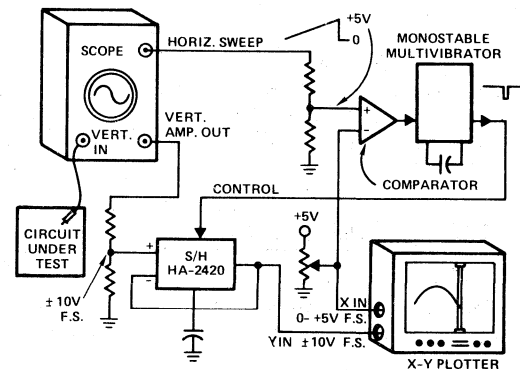 +5V
0
SCOPE
HORIZ. SWEEP
MONOSTABLE
MULTIVIBRATOR
VERT.
AMP. OUT
VERT.
IN
+
−
COMPARATOR
CONTROL
CIRCUIT
UNDER
TEST
+5V
+
−
S/H
HA-2420
± 10V
F.S.
X IN
0– +5V F.S.
YIN ±10V F.S.
X-Y PLOTTER